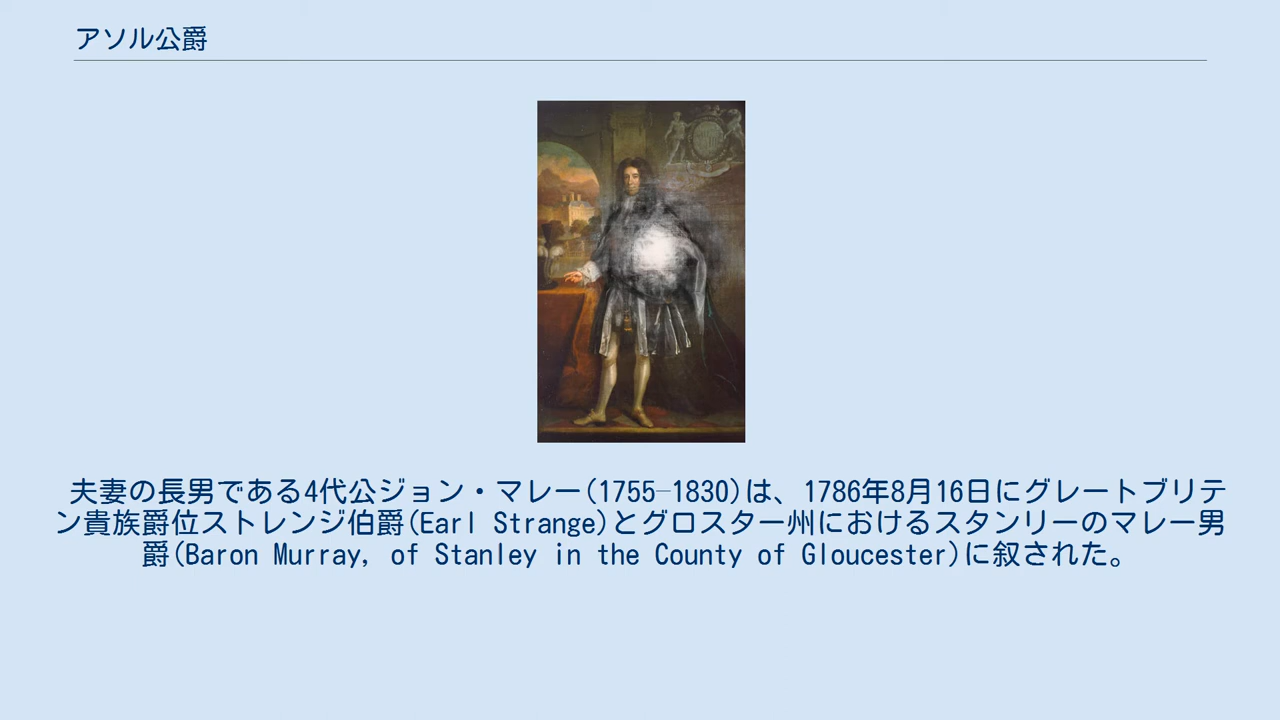 アソル公爵
夫妻の長男である4代公ジョン・マレー(1755–1830)は、1786年8月16日にグレートブリテ
ン貴族爵位ストレンジ伯爵(Earl Strange)とグロスター州におけるスタンリーのマレー男
爵(Baron Murray, of Stanley in the County of Gloucester)に叙された。